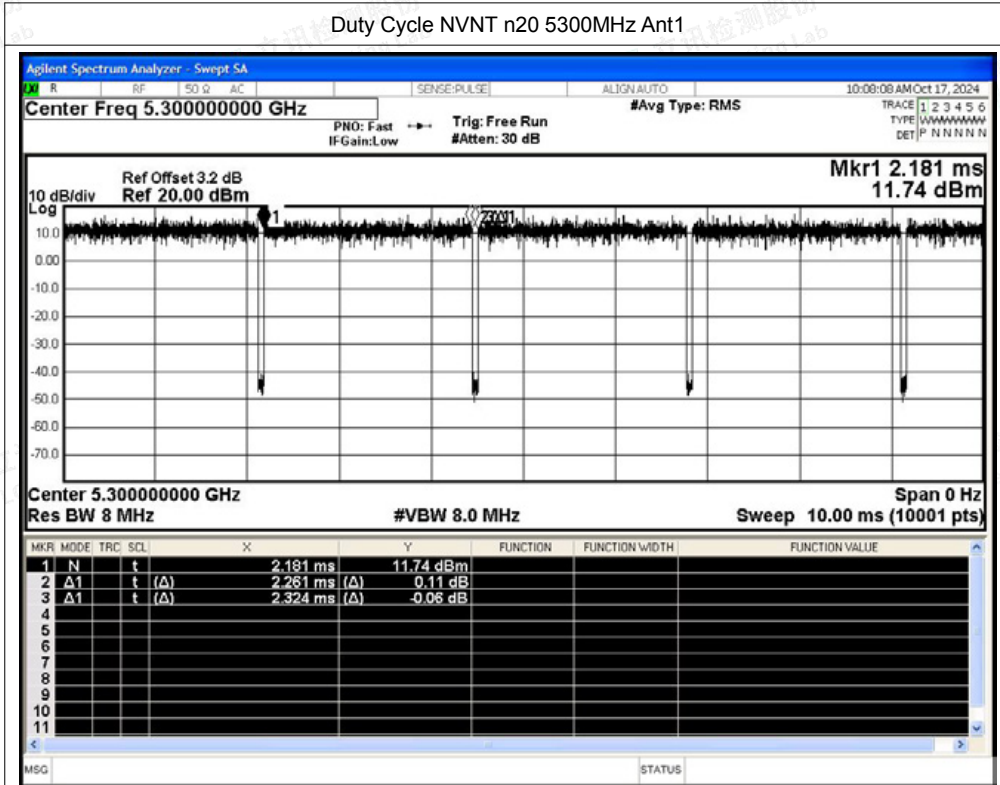 Duty Cycle NVNT n20 5300MHz Ant1
Agilent Spectrum Analyzer - Swept SA
R RF 50 Ω AC SENSE:PULSE ALIGN AUTO 10:08:08 AM Oct 17, 2024
Center Freq 5.300000000 GHz #Avg Type: RMS TRACE 1 2 3 4 5 6
PNO: Fast Trig: Free Run TYPE
IFGain:Low #Atten: 30 dB DET P N N N N N
Mkr1 2.181 ms
Ref Offset 3.2 dB
10 dB/div Ref 20.00 dBm 11.74 dBm
Log
1
10.0
0.00
-10.0
-20.0
-30.0
-40.0
-50.0
-60.0
-70.0
Center 5.300000000 GHz Span 0 Hz
Res BW 8 MHz #VBW 8.0 MHz Sweep 10.00 ms (10001 pts)
MKR MODE TRC SCL X Y FUNCTION FUNCTION WIDTH FUNCTION VALUE
1 N t 2.181 ms 11.74 dBm
2 Δ1 t (Δ) 2.261 ms (Δ) 0.11 dB
3 Δ1 t (Δ) 2.324 ms (Δ) -0.06 dB
4
5
6
7
8
9
10
11
MSG STATUS